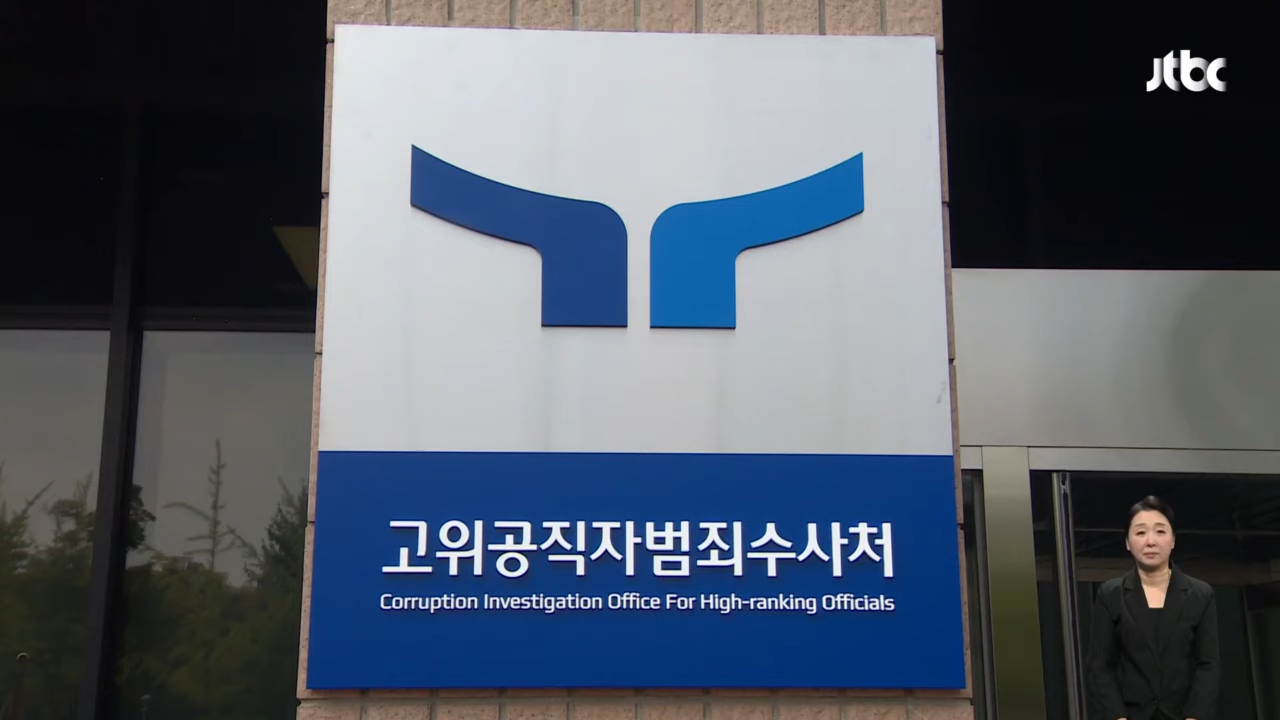 jtbc
고위공직자범죄수사처
Corruption Investigation Office For High-ranking Officials